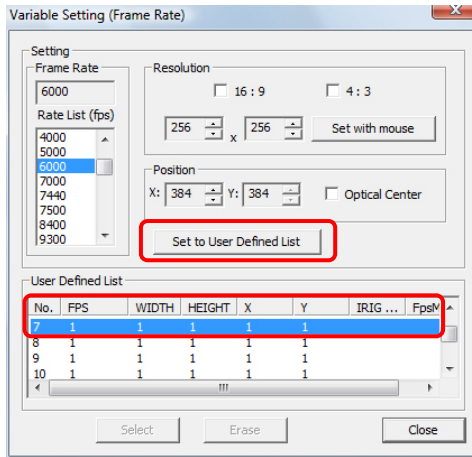 Variable Setting (Frame Rate)
Setting
Frame Rate
6000
Rate List (fps)
4000
5000
6000
7000
7440
7500
8400
9300
Resolution
16 : 9 4 : 3
256 x 256 Set with mouse
Position
X: 384 Y: 384 Optical Center
Set to User Defined List
User Defined List
No. FPS WIDTH HEIGHT X Y IRIG ... FpsM
7 1 1 1 1 1
8 1 1 1 1 1
9 1 1 1 1 1
10 1 1 1 1 1
Select Erase Close